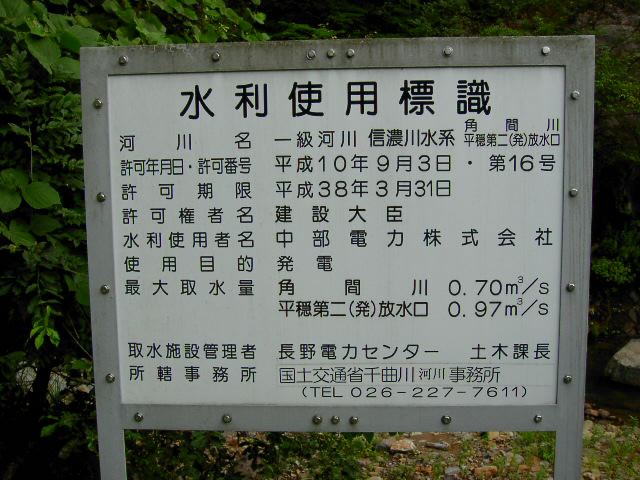 水利使用標識
河川名 一級河川 信濃川水系 角間川 平穏第二(発)放水口
許可年月日・許可番号 平成10年9月3日・第16号
許可期限 平成38年3月31日
許可権者名 建設大臣
水利使用者名 中部電力株式会社
使用目的 発電
最大取水量 角間川 0.70m³/S
平穏第二(発)放水口 0.97m³/S
取水施設管理者 長野電力センター 土木課長
所轄事務所 国土交通省千曲川河川事務所
(TEL 026-227-7611)